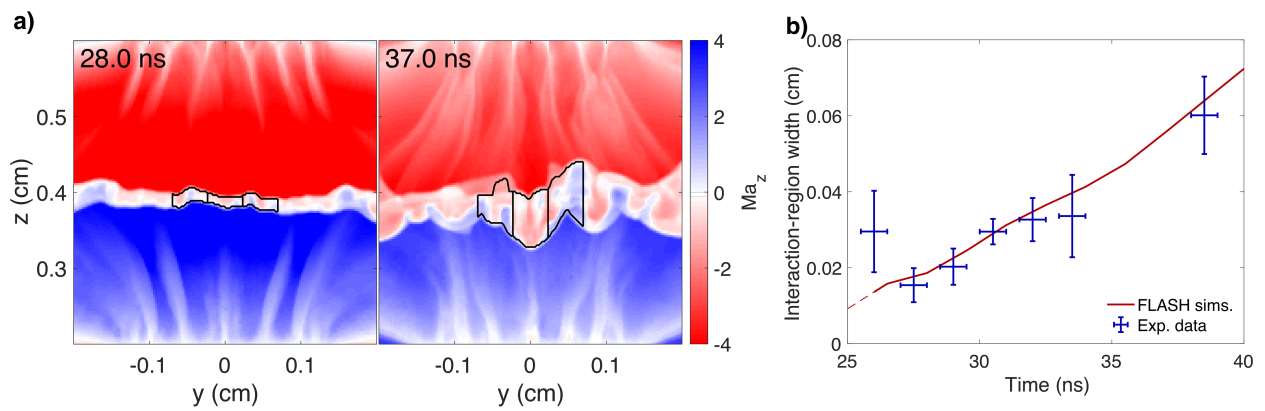 a)
28.0 ns
37.0 ns
z (cm)
0.5
0.4
0.3
-0.1
0
0.1
-0.1
0
0.1
y (cm)
y (cm)
4
2
0
-2
-4
Ma_z
b)
0.08
0.06
0.04
0.02
0
Interaction-region width (cm)
FLASH sims.
Exp. data
25
30
35
40
Time (ns)